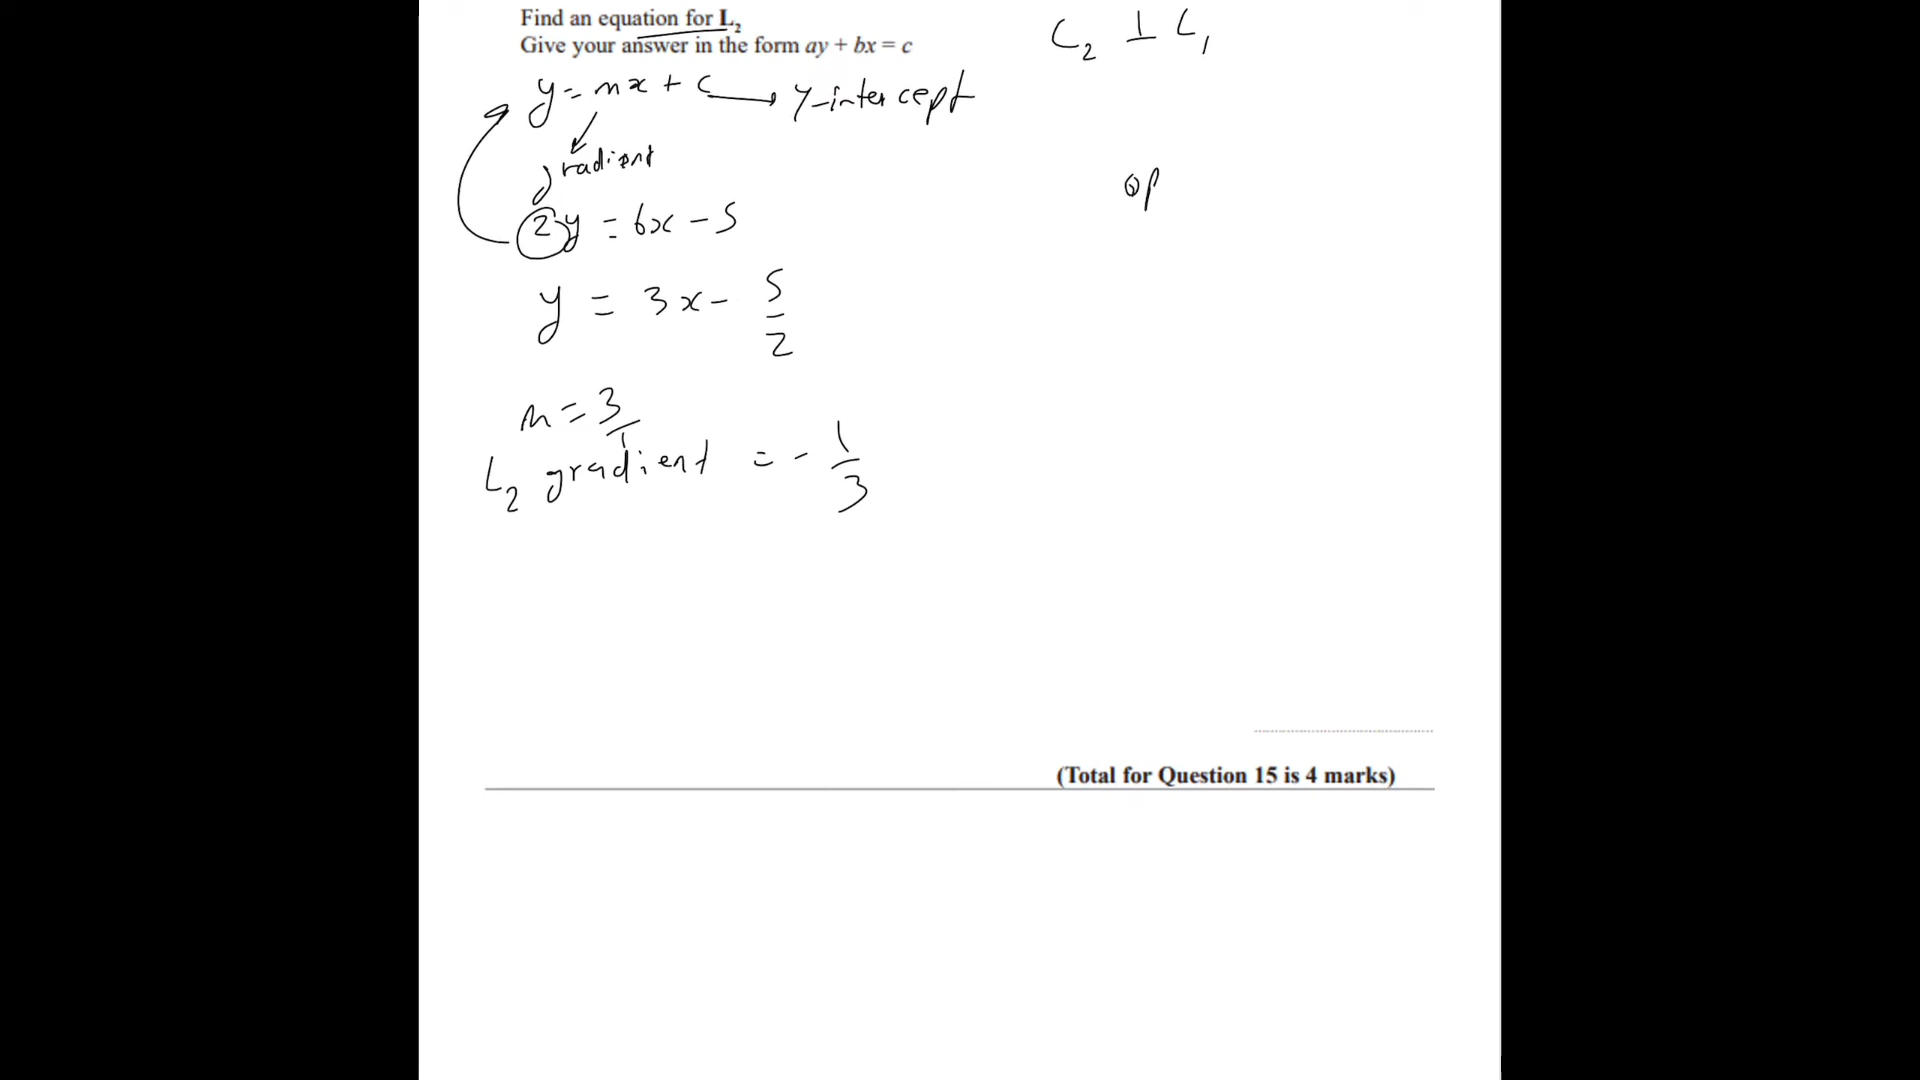 Find an equation for L₂
Give your answer in the form ay + bx = c
L₂ ⊥ L₁
y = mx + c → y-intercept
gradient
op
2y = 6x - 5
y = 3x - 5/2
m = 3/1
L₂ gradient = - 1/3
(Total for Question 15 is 4 marks)